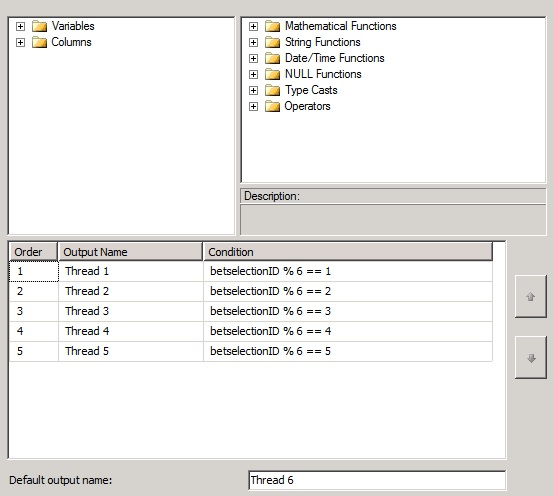 Variables
Columns
Mathematical Functions
String Functions
Date/Time Functions
NULL Functions
Type Casts
Operators
Description:
Order Output Name Condition
1 Thread 1 betselectionID % 6 == 1
2 Thread 2 betselectionID % 6 == 2
3 Thread 3 betselectionID % 6 == 3
4 Thread 4 betselectionID % 6 == 4
5 Thread 5 betselectionID % 6 == 5
Default output name: Thread 6